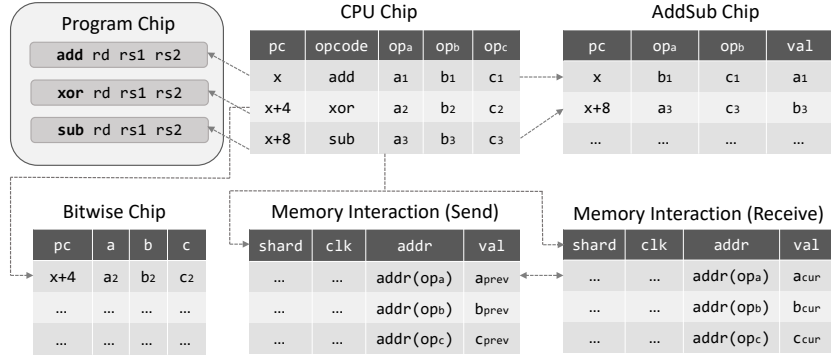 Program Chip
add rd rs1 rs2
xor rd rs1 rs2
sub rd rs1 rs2
CPU Chip
pc opcode opa opb opc
x add a1 b1 c1
x+4 xor a2 b2 c2
x+8 sub a3 b3 c3
AddSub Chip
pc opa opb val
x b1 c1 a1
x+8 a3 c3 b3
... ... ... ...
Bitwise Chip
pc a b c
x+4 a2 b2 c2
... ... ... ...
... ... ... ...
Memory Interaction (Send)
shard clk addr val
... ... addr(opa) aprev
... ... addr(opb) bprev
... ... addr(opc) cprev
Memory Interaction (Receive)
shard clk addr val
... ... addr(opa) acur
... ... addr(opb) bcur
... ... addr(opc) ccur